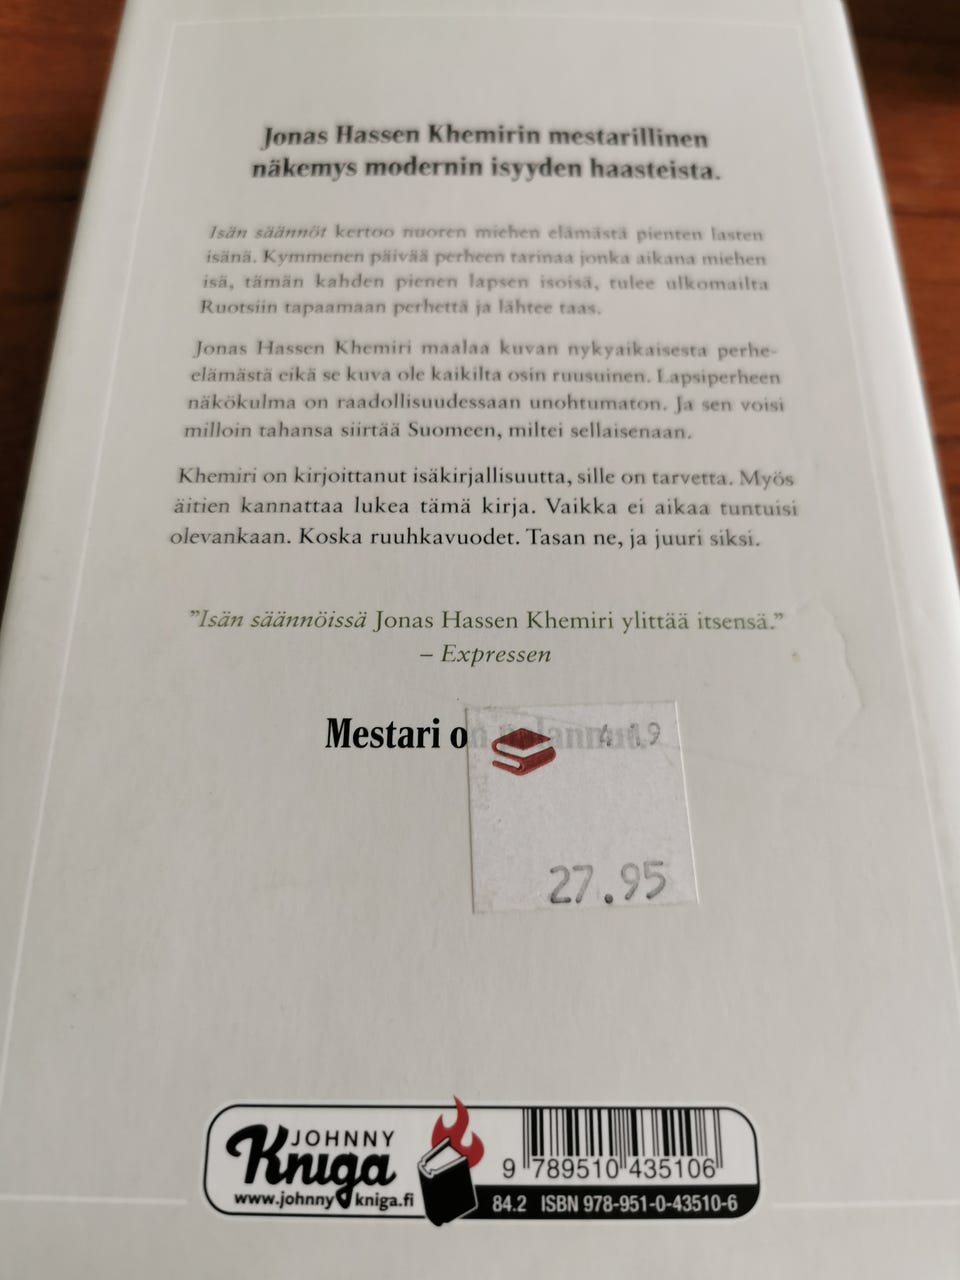 Jonas Hassen Khemirin mestarillinen
näkemys modernin isyyden haasteista.
Isän säännöt kertoo nuoren miehen elämästä pienten lasten
isänä. Kymmenen päivää perheen tarinaa jonka aikana miehen
isä, tämän kahden pienen lapsen isoisä, tulee ulkomailta
Ruotsiin tapaamaan perhettä ja lähtee taas.
Jonas Hassen Khemiri maalaa kuvan nykyaikaisesta perhe-
elämästä eikä se kuva ole kaikilta osin ruusuinen. Lapsiperheen
näkökulma on raadollisuudessaan unohtumaton. Ja sen voisi
milloin tahansa siirtää Suomeen, miltei sellaisenaan.
Khemiri on kirjoittanut isäkirjallisuutta, sille on tarvetta. Myös
äitien kannattaa lukea tämä kirja. Vaikka ei aikaa tuntuisi
olevankaan. Koska ruuhkavuodet. Tasan ne, ja juuri siksi.
”Isän säännöissä Jonas Hassen Khemiri ylittää itsensä.”
– Expressen
Mestari on
27.95
JOHNNY
Kniga
www.johnnykniga.fi
9 789510 435106
84.2 ISBN 978-951-0-43510-6